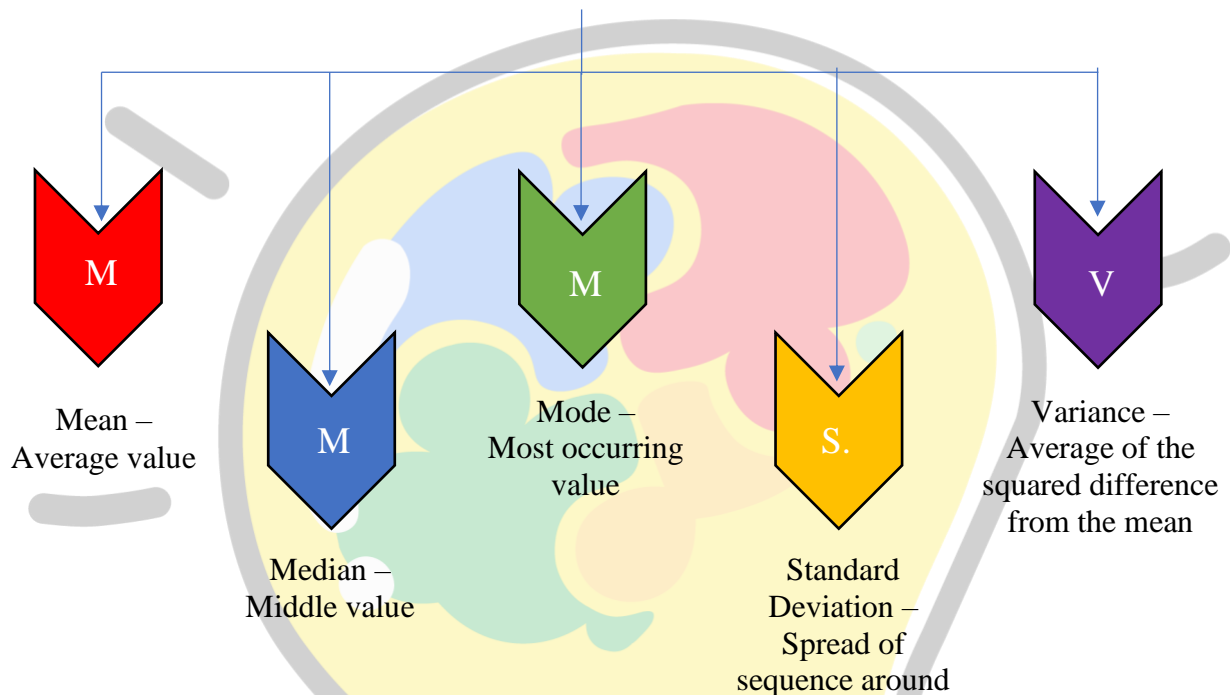 M
Mean –
Average value
M
Median –
Middle value
M
Mode –
Most occurring
value
S.
Standard
Deviation –
Spread of
sequence around
V
Variance –
Average of the
squared difference
from the mean